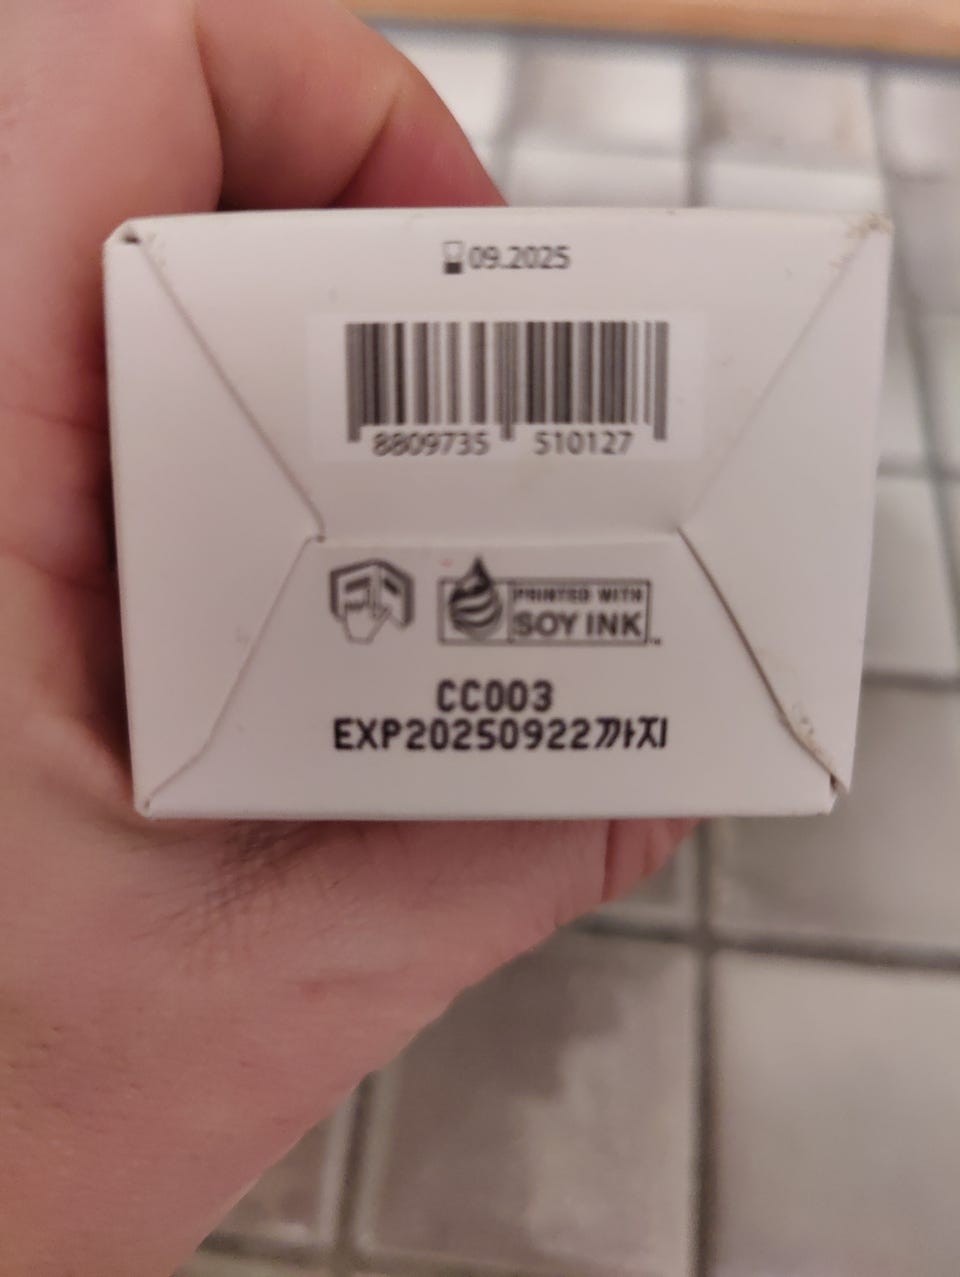 09.2025
8809735 510127
PRINTED WITH
SOY INK
CC003
EXP20250922까지